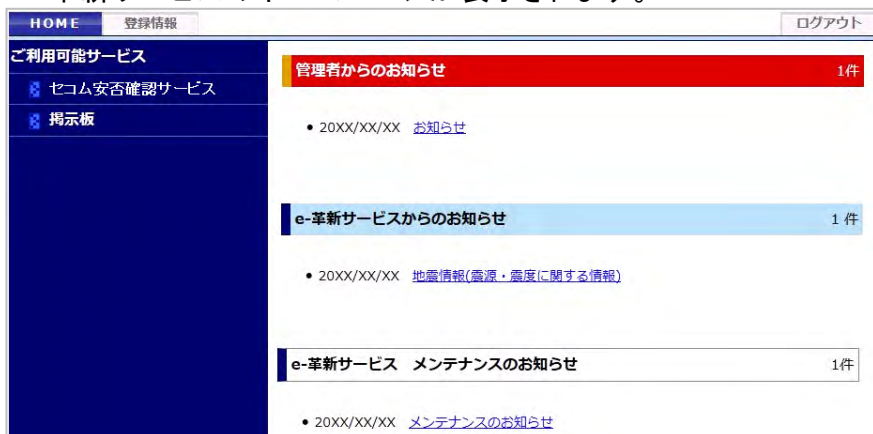 HOME 登録情報 ログアウト
ご利用可能サービス
セコム安否確認サービス
掲示板
管理者からのお知らせ 1件
• 20XX/XX/XX お知らせ
e-革新サービスからのお知らせ 1 件
• 20XX/XX/XX 地震情報(震源・震度に関する情報)
e-革新サービス メンテナンスのお知らせ 1件
• 20XX/XX/XX メンテナンスのお知らせ